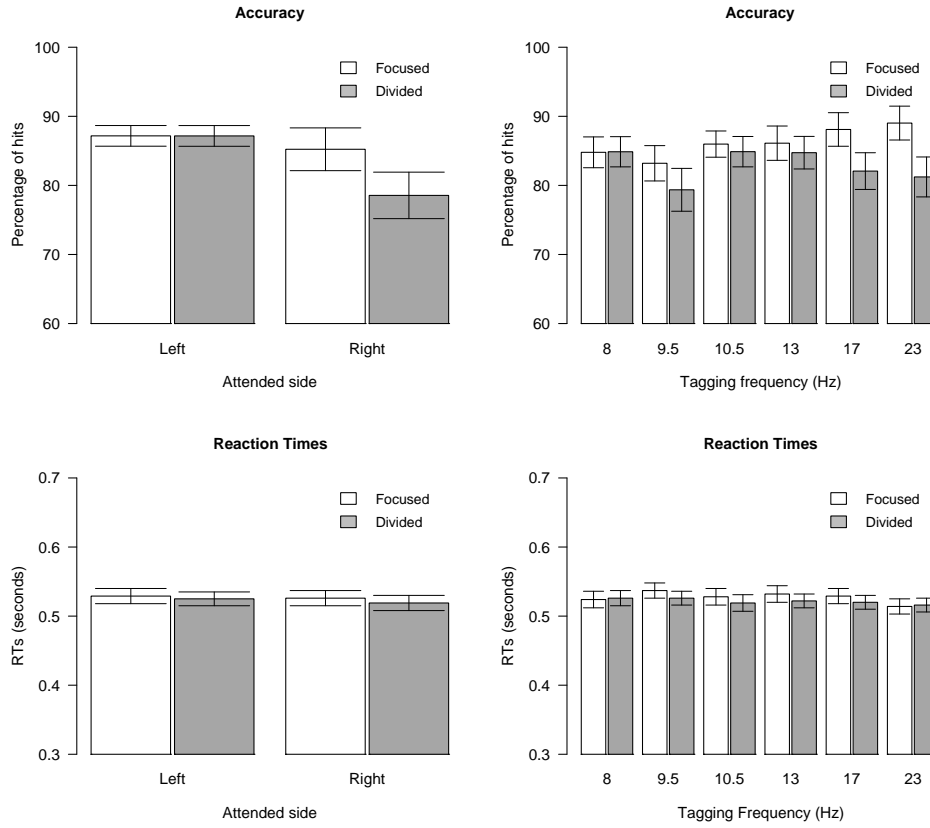 Accuracy
100
90
80
70
60
Percentage of hits
Focused
Divided
Left Right
Attended side
Accuracy
100
90
80
70
60
Percentage of hits
Focused
Divided
8 9.5 10.5 13 17 23
Tagging frequency (Hz)
Reaction Times
0.7
0.6
0.5
0.4
0.3
RTs (seconds)
Focused
Divided
Left Right
Attended side
Reaction Times
0.7
0.6
0.5
0.4
0.3
RTs (seconds)
Focused
Divided
8 9.5 10.5 13 17 23
Tagging Frequency (Hz)